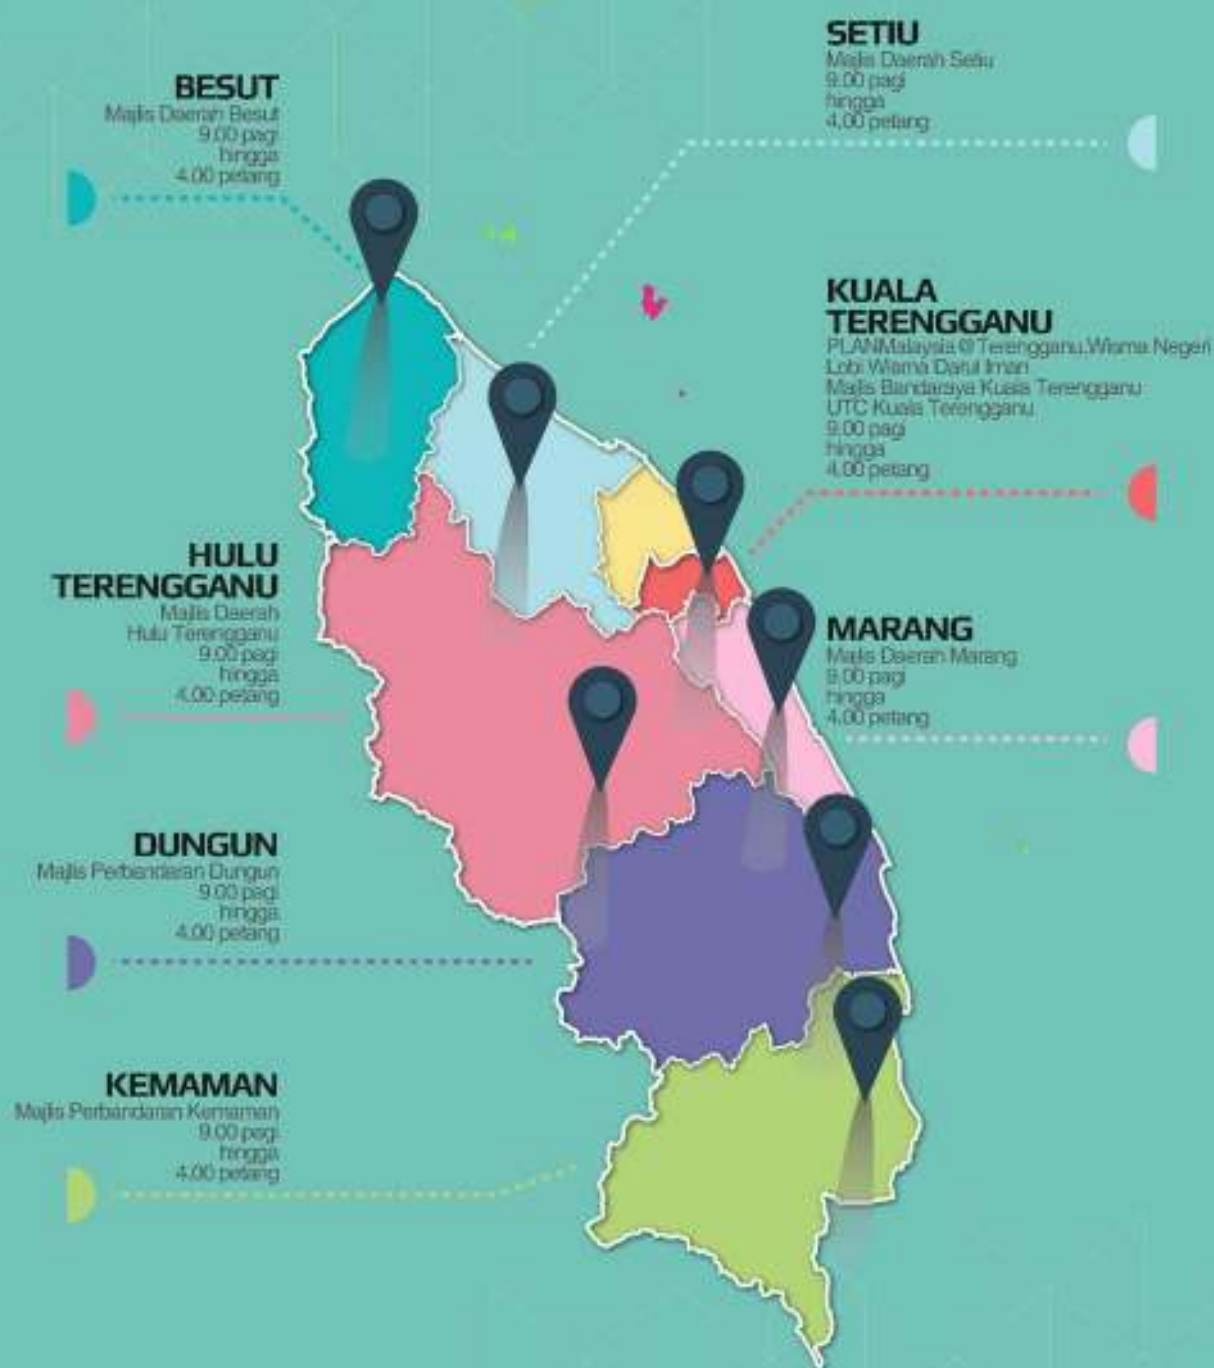 BESUT
Majlis Daerah Besut
9.00 pagi
hingga
4.00 petang
SETIU
Majlis Daerah Setiu
9.00 pagi
hingga
4.00 petang
KUALA
TERENGGANU
PLANMalaysia @ Terengganu.Wisma Negeri
Lobi Wisma Darul Iman
Majlis Bandaraya Kuala Terengganu
UTC Kuala Terengganu
9.00 pagi
hingga
4.00 petang
HULU
TERENGGANU
Majlis Daerah
Hulu Terengganu
9.00 pagi
hingga
4.00 petang
MARANG
Majlis Daerah Marang
9.00 pagi
hingga
4.00 petang
DUNGUN
Majlis Perbandaran Dungun
9.00 pagi
hingga
4.00 petang
KEMAMAN
Majlis Perbandaran Kemaman
9.00 pagi
hingga
4.00 petang